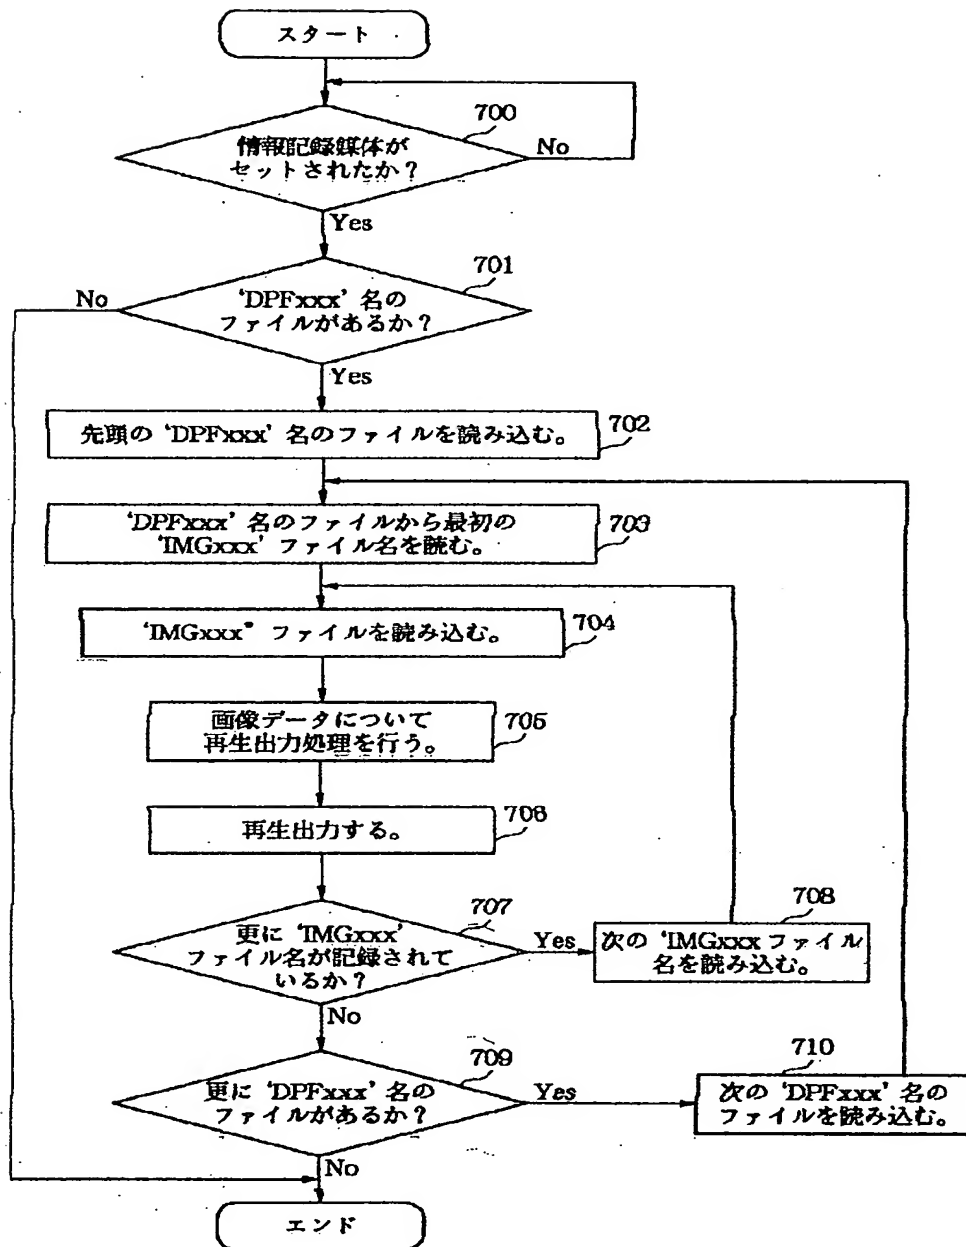 スタート
700
情報記録媒体が
セットされたか？
No
Yes
701
‘DPFxxx’ 名の
ファイルがあるか？
No
Yes
先頭の ‘DPFxxx’ 名のファイルを読み込む。
702
‘DPFxxx’ 名のファイルから最初の
‘IMGxxx’ ファイル名を読む。
703
‘IMGxxx” ファイルを読み込む。
704
画像データについて
再生出力処理を行う。
705
再生出力する。
706
707
更に ‘IMGxxx’
ファイル名が記録されて
いるか？
Yes
708
次の ‘IMGxxx ファイル
名を読み込む。
No
709
更に ‘DPFxxx’ 名の
ファイルがあるか？
Yes
710
次の ‘DPFxxx’ 名の
ファイルを読み込む。
No
エンド